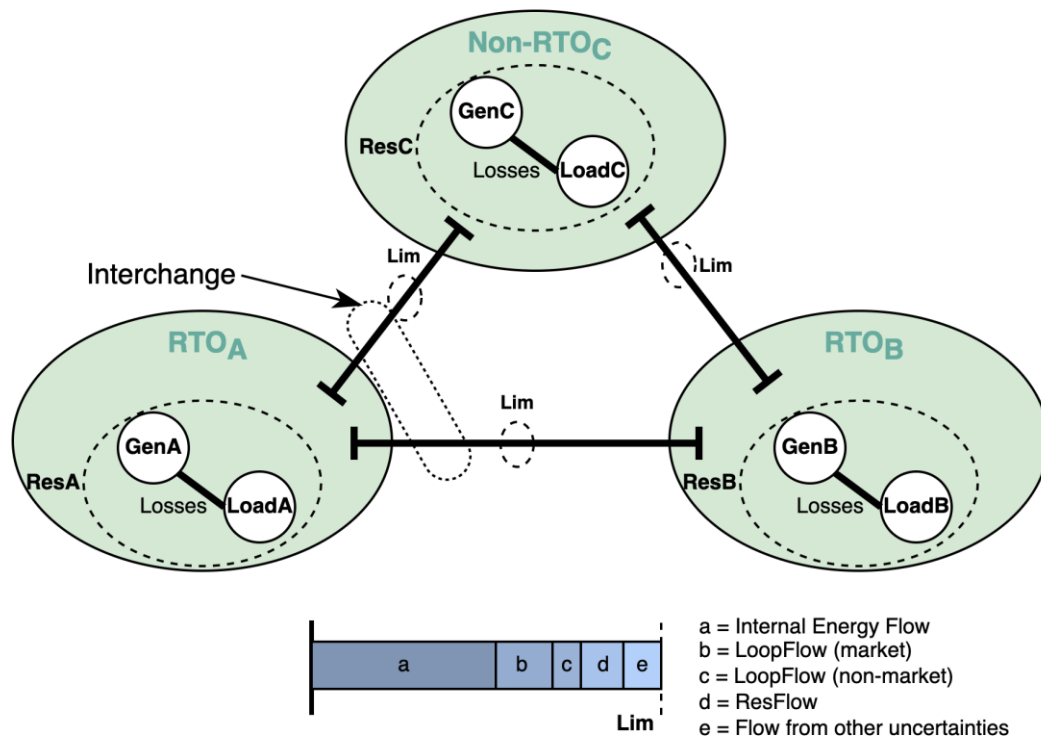 Non-RTOC
GenC
ResC
Losses
LoadC
Lim
Lim
Interchange
RTOA
RTOB
Lim
GenA
GenB
ResA
ResB
Losses
LoadA
Losses
LoadB
a b c d e
Lim
a = Internal Energy Flow
b = LoopFlow (market)
c = LoopFlow (non-market)
d = ResFlow
e = Flow from other uncertainties